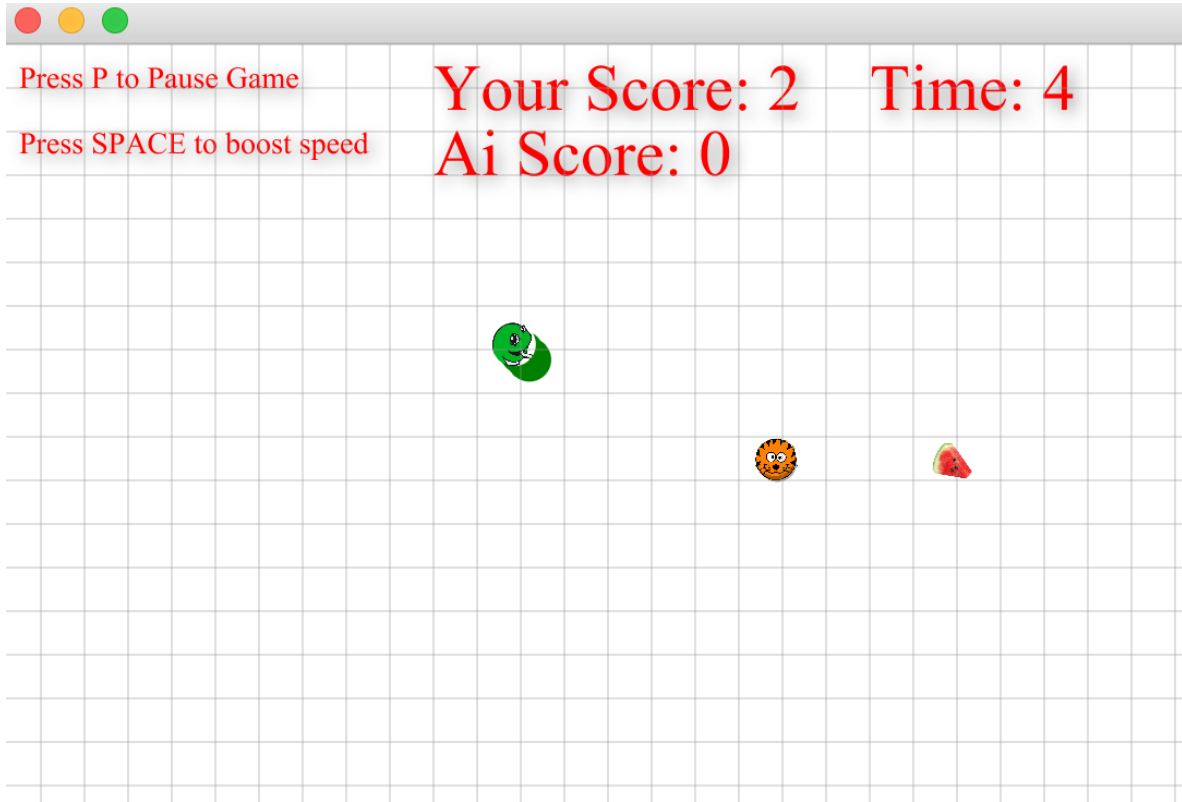 Press P to Pause Game
Press SPACE to boost speed
Your Score: 2
Ai Score: 0
Time: 4